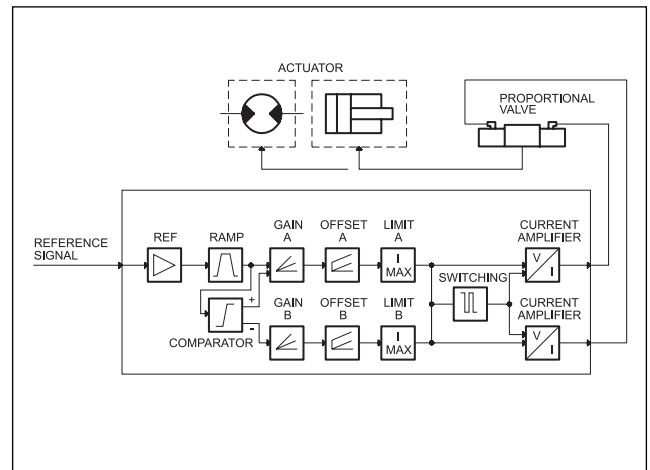 ACTUATOR
PROPORTIONAL
VALVE
REFERENCE
SIGNAL
REF
RAMP
GAIN
A
OFFSET
A
LIMIT
A
I
MAX
CURRENT
AMPLIFIER
V
I
SWITCHING
+
-
COMPARATOR
GAIN
B
OFFSET
B
LIMIT
B
I
MAX
CURRENT
AMPLIFIER
V
I